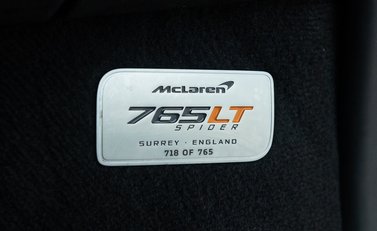 McLaren
765LT
SPIDER
SURREY · ENGLAND
718 OF 765